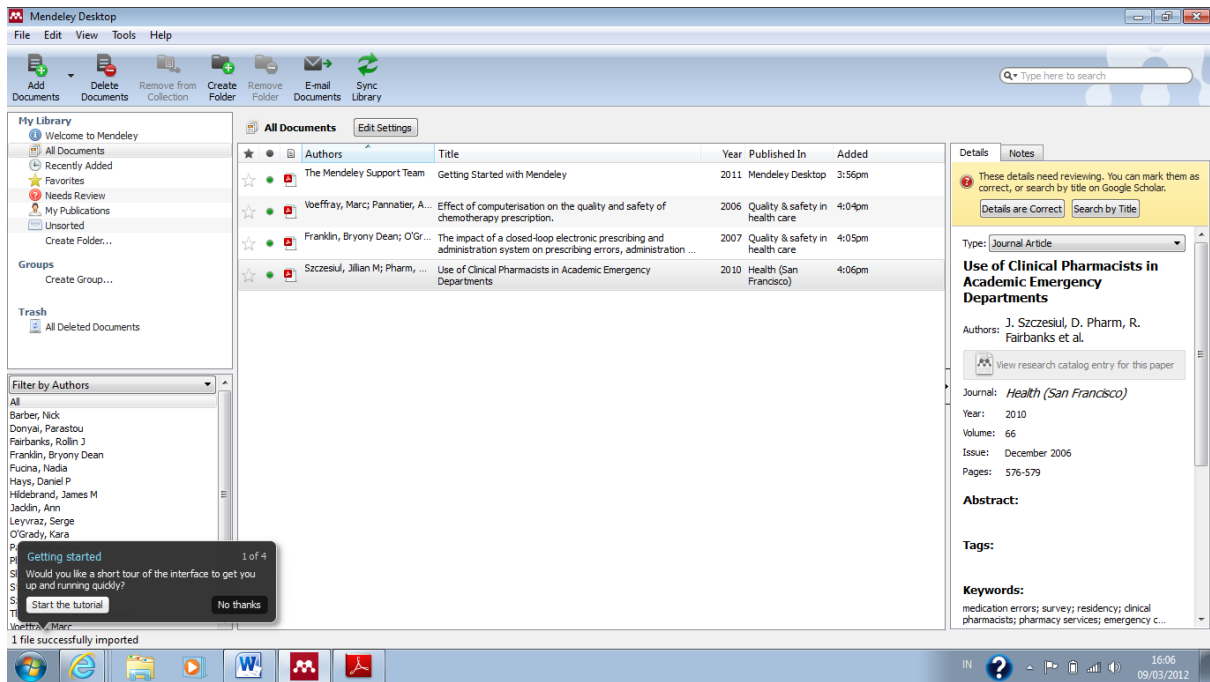 Mendeley Desktop
File Edit View Tools Help
Add Documents
Delete Documents
Remove from Collection
Create Folder
Remove Folder
E-mail Documents
Sync Library
Type here to search
My Library
Welcome to Mendeley
All Documents
Recently Added
Favorites
Needs Review
My Publications
Unsorted
Create Folder...
Groups
Create Group...
Trash
All Deleted Documents
Filter by Authors
All
Barber, Nick
Donyai, Parastou
Fairbanks, Rollin J
Franklin, Bryony Dean
Fucina, Nadia
Hays, Daniel P
Hildebrand, James M
Jacklin, Ann
Leyvraz, Serge
O'Grady, Kara
Voeffray, Marc
Getting started 1 of 4
Would you like a short tour of the interface to get you
up and running quickly?
Start the tutorial No thanks
1 file successfully imported
All Documents Edit Settings
Authors Title Year Published In Added
The Mendeley Support Team Getting Started with Mendeley 2011 Mendeley Desktop 3:56pm
Voeffray, Marc; Pannatier, A... Effect of computerisation on the quality and safety of 2006 Quality & safety in 4:04pm
chemotherapy prescription. health care
Franklin, Bryony Dean; O'Gr... The impact of a closed-loop electronic prescribing and 2007 Quality & safety in 4:05pm
administration system on prescribing errors, administration ... health care
Szczesiul, Jillian M; Pharm, ... Use of Clinical Pharmacists in Academic Emergency 2010 Health (San 4:06pm
Departments Francisco)
Details Notes
These details need reviewing. You can mark them as
correct, or search by title on Google Scholar.
Details are Correct Search by Title
Type: Journal Article
Use of Clinical Pharmacists in
Academic Emergency
Departments
Authors: J. Szczesiul, D. Pharm, R.
Fairbanks et al.
View research catalog entry for this paper
Journal: Health (San Francisco)
Year: 2010
Volume: 66
Issue: December 2006
Pages: 576-579
Abstract:
Tags:
Keywords:
medication errors; survey; residency; clinical
pharmacists; pharmacy services; emergency c...
IN
16:06
09/03/2012